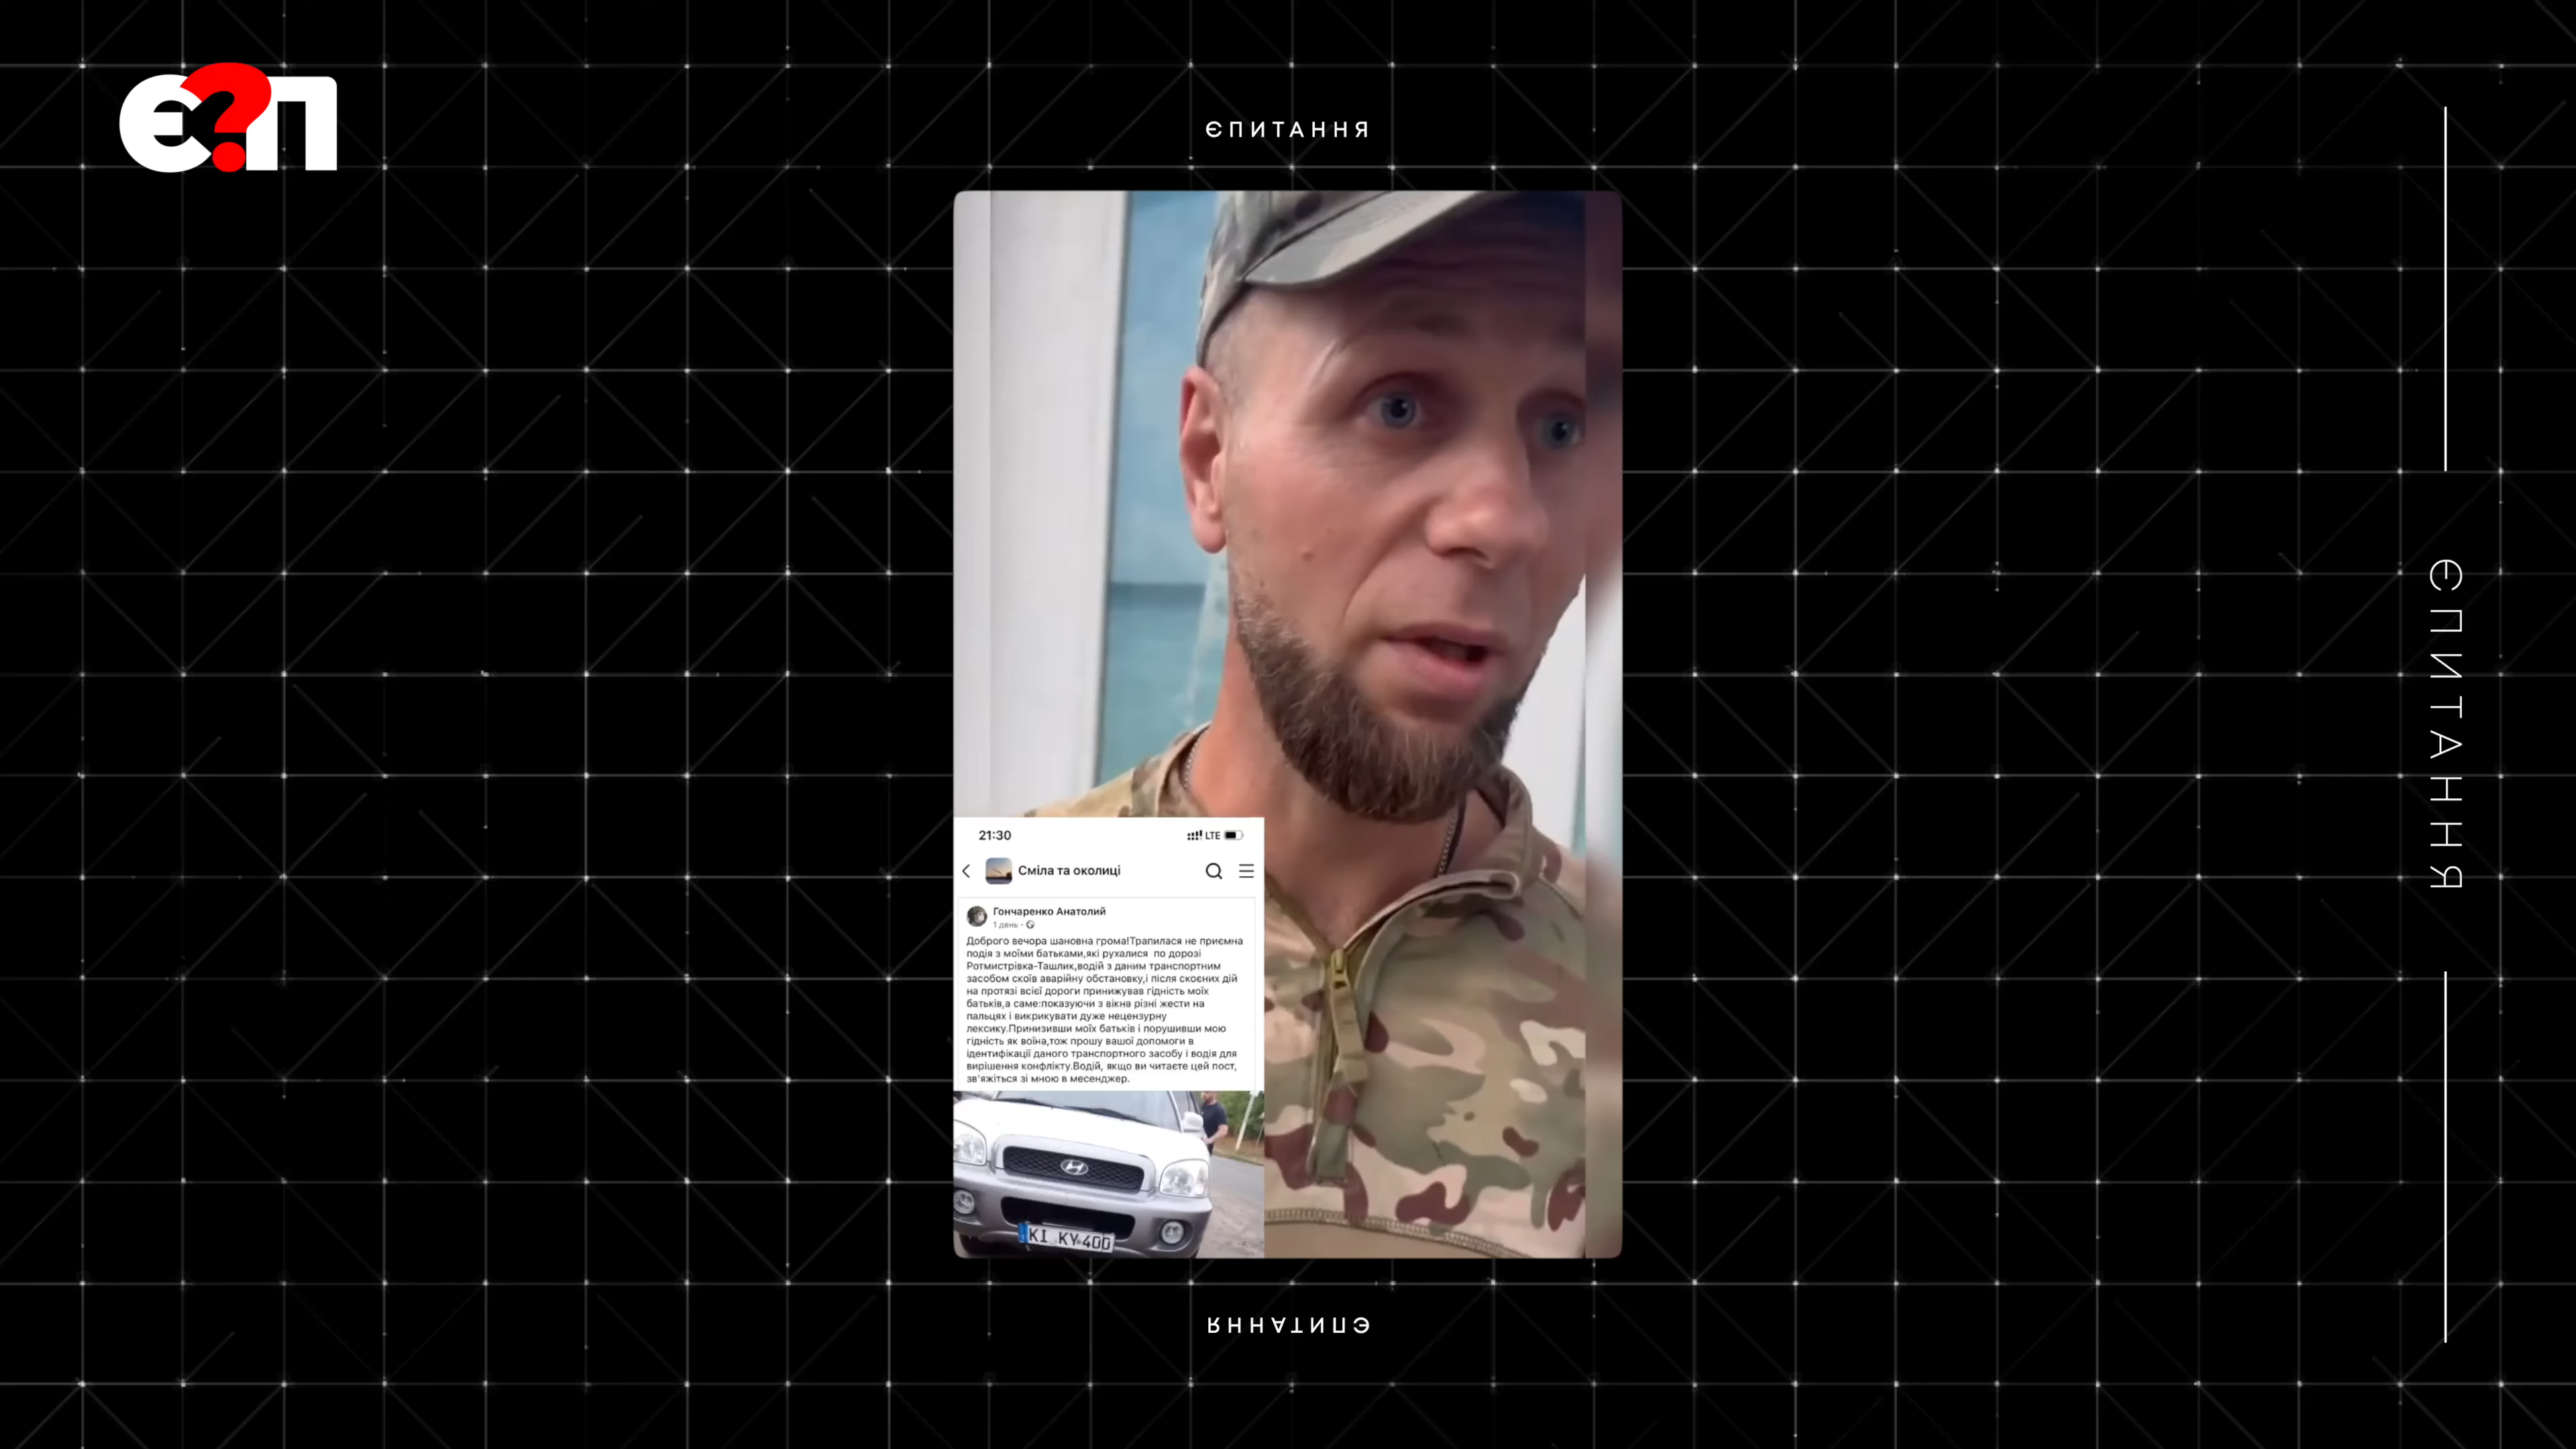 Є?П
ЄПИТАННЯ
21:30
LTE
Сміла та околиці
Гончаренко Анатолий
1 день
Доброго вечора шановна грома!Трапилася не приємна
подія з моїми батьками,які рухалися по дорозі
Ротмистрівка-Ташлик,водій з даним транспортним
засобом скоїв аварійну обстановку,і після скоєних дій
на протязі всієї дороги принижував гідність моїх
батьків,а саме:показуючи з вікна різні жести на
пальцях і викрикувати дуже нецензурну
лексику.Принизивши моїх батьків і порушивши мою
гідність як воїна,тож прошу вашої допомоги в
ідентифікації даного транспортного засобу і водія для
вирішення конфлікту.Водій, якщо ви читаєте цей пост,
зв'яжіться зі мною в месенджер.
KI KY 400
ЄПИТАННЯ
ЄПИТАННЯ